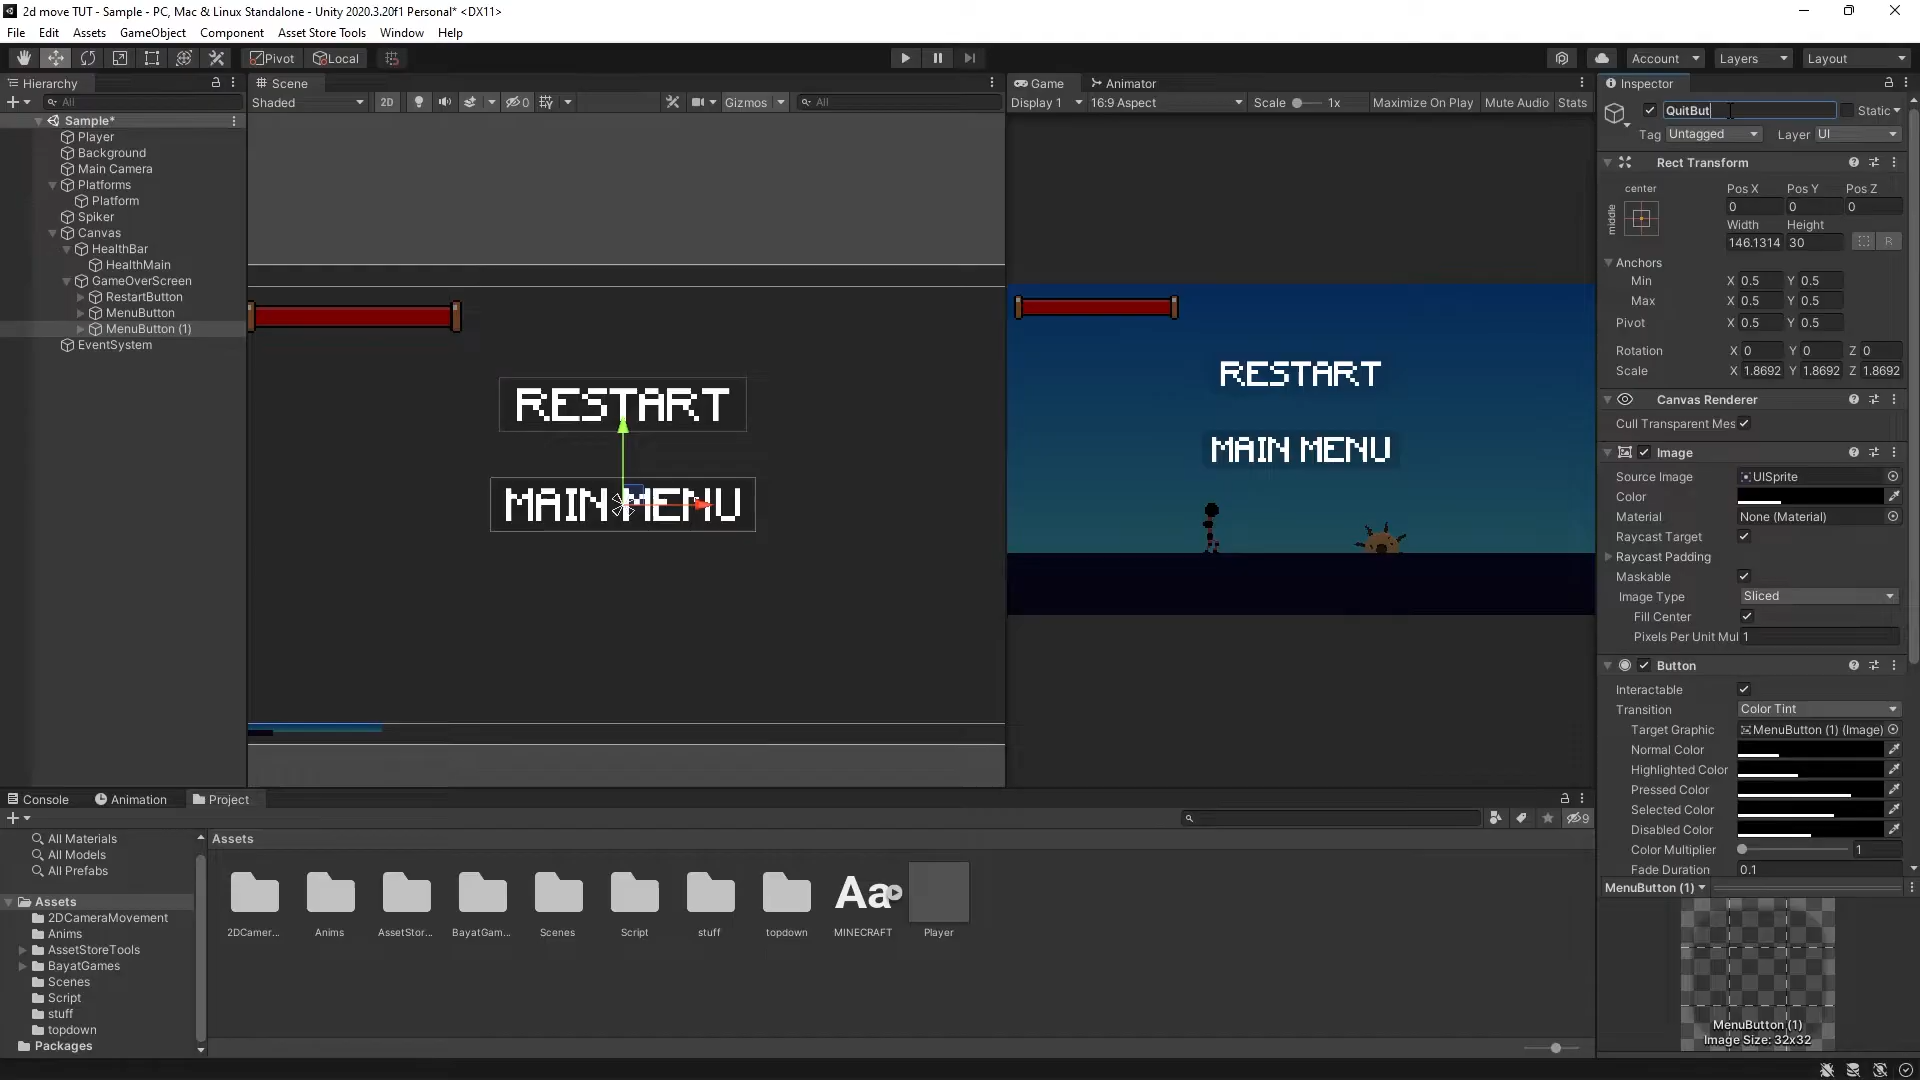 2d move TUT - Sample - PC, Mac & Linux Standalone - Unity 2020.3.20f1 Personal* <DX11>
File Edit Assets GameObject Component Asset Store Tools Window Help
Pivot Local Account Layers Layout
Hierarchy
All
Sample*
Player
Background
Main Camera
Platforms
Platform
Spiker
Canvas
HealthBar
HealthMain
GameOverScreen
RestartButton
MenuButton
MenuButton (1)
EventSystem
Scene
Shaded 2D 0 Gizmos All
RESTART
MAIN MENU
Game Animator
Display 1 16:9 Aspect Scale 1x Maximize On Play Mute Audio Stats
RESTART
MAIN MENU
Inspector
QuitBut Static
Tag Untagged Layer UI
Rect Transform
center Pos X Pos Y Pos Z
middle 0 0 0
Width Height
146.1314 30 R
Anchors
Min X 0.5 Y 0.5
Max X 0.5 Y 0.5
Pivot X 0.5 Y 0.5
Rotation X 0 Y 0 Z 0
Scale X 1.8692 Y 1.8692 Z 1.8692
Canvas Renderer
Cull Transparent Mes
Image
Source Image UISprite
Color
Material None (Material)
Raycast Target
Raycast Padding
Maskable
Image Type Sliced
Fill Center
Pixels Per Unit Mul 1
Button
Interactable
Transition Color Tint
Target Graphic MenuButton (1) (Image)
Normal Color
Highlighted Color
Pressed Color
Selected Color
Disabled Color
Color Multiplier 1
Fade Duration 0.1
MenuButton (1)
MenuButton (1)
Image Size: 32x32
Console Animation Project
9
All Materials
All Models
All Prefabs
Assets
2DCameraMovement
Anims
AssetStoreTools
BayatGames
Scenes
Script
stuff
topdown
Packages
Assets
Aa
2DCamer... Anims AssetStor... BayatGam... Scenes Script stuff topdown MINECRAFT Player